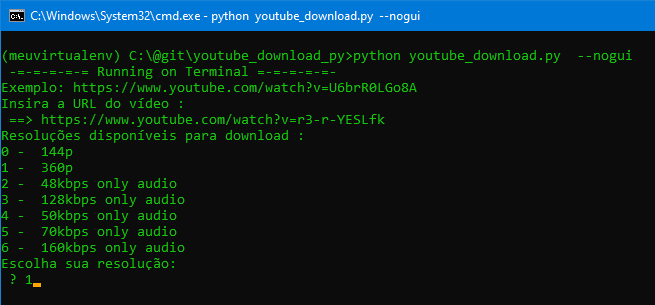 C:\Windows\System32\cmd.exe - python  youtube_download.py  --nogui
(meuvirtualenv) C:\@git\youtube_download_py>python youtube_download.py  --nogui
-=-=-=-=-= Running on Terminal =-=-=-=-=-
Exemplo: https://www.youtube.com/watch?v=U6brR0LGo8A
Insira a URL do vídeo :
==> https://www.youtube.com/watch?v=r3-r-YESLfk
Resoluções disponíveis para download :
0 -  144p
1 -  360p
2 -  48kbps only audio
3 -  128kbps only audio
4 -  50kbps only audio
5 -  70kbps only audio
6 -  160kbps only audio
Escolha sua resolução:
? 1